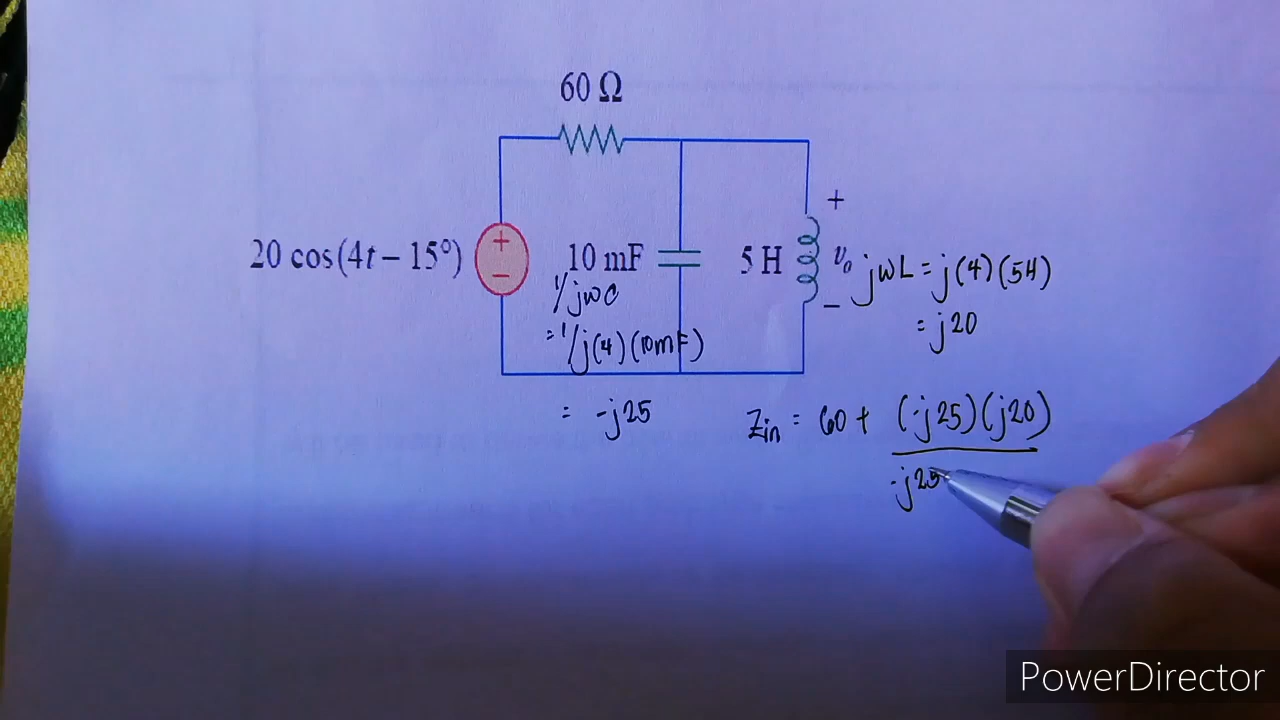 60 Ω
+
20 cos(4t – 15°)
+
–
10 mF
5 H
v₀
–
1/jωC
= 1/j(4)(10mF)
= -j25
jωL = j(4)(5H)
= j20
Zin = 60 + (-j25)(j20)
-j25
PowerDirector